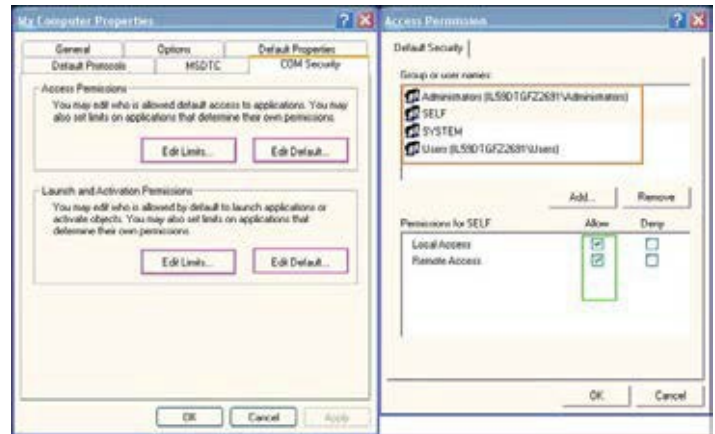 My Computer Properties
General Options Default Properties
Default Protocols MSDTC COM Security
Access Permissions
You may edit who is allowed default access to applications. You may
also set limits on applications that determine their own permissions.
Edit Limits... Edit Default...
Launch and Activation Permissions
You may edit who is allowed by default to launch applications or
activate objects. You may also set limits on applications that
determine their own permissions.
Edit Limits... Edit Default...
OK Cancel Apply
Access Permission
Default Security
Group or user names:
Administrators \Administrators)
SELF
SYSTEM
Users \Users)
Add... Remove
Permissions for SELF Allow Deny
Local Access
Remote Access
OK Cancel